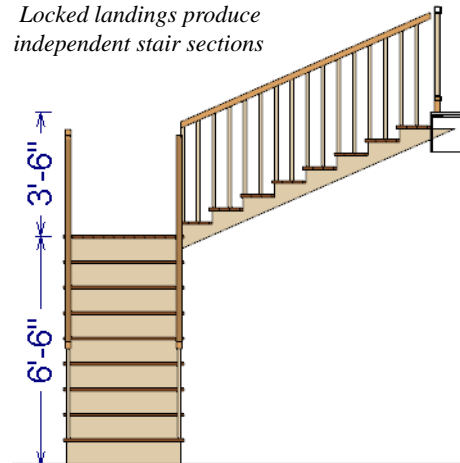 Locked landings produce
independent stair sections
3'-6"
6'-6"